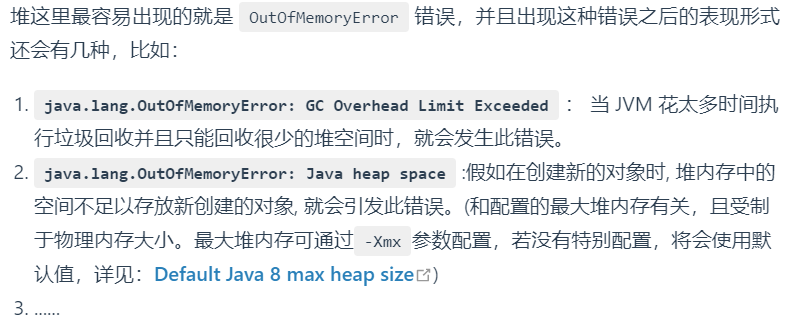 堆这里最容易出现的就是 OutOfMemoryError 错误，并且出现这种错误之后的表现形式
还会有几种，比如：
1. java.lang.OutOfMemoryError: GC Overhead Limit Exceeded ： 当 JVM 花太多时间执
行垃圾回收并且只能回收很少的堆空间时，就会发生此错误。
2. java.lang.OutOfMemoryError: Java heap space :假如在创建新的对象时, 堆内存中的
空间不足以存放新创建的对象, 就会引发此错误。(和配置的最大堆内存有关，且受制
于物理内存大小。最大堆内存可通过 -Xmx 参数配置，若没有特别配置，将会使用默
认值，详见：Default Java 8 max heap size)
3. ......